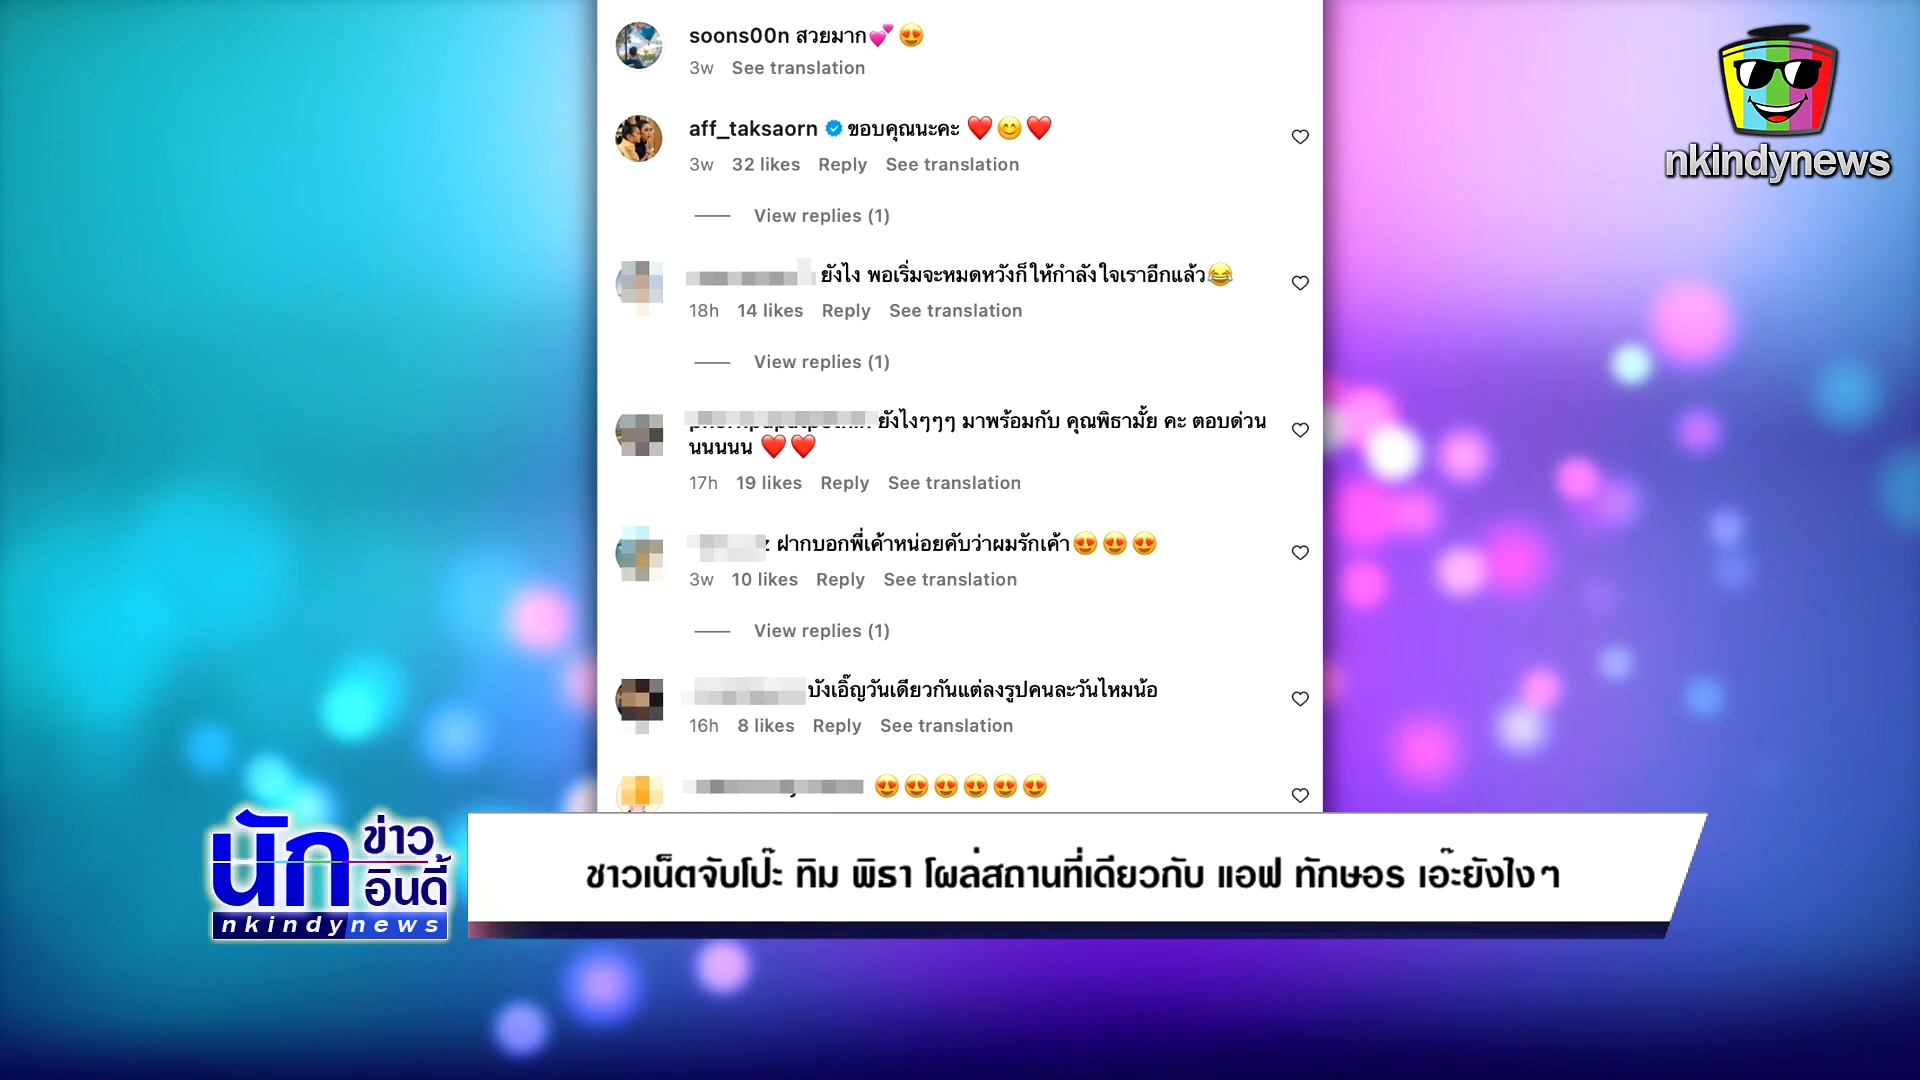 soons00n สวยมาก💕😍
3w See translation
nkindynews
aff_taksaorn ขอบคุณนะคะ ❤️😊❤️
3w 32 likes Reply See translation
View replies (1)
ยังไง พอเริ่มจะหมดหวังก็ให้กำลังใจเราอีกแล้ว😂
18h 14 likes Reply See translation
View replies (1)
ยังไงๆๆๆ มาพร้อมกับ คุณพิธามั้ย คะ ตอบด่วน
นนนนนน ❤️❤️
17h 19 likes Reply See translation
ฝากบอกพี่เค้าหน่อยคับว่าผมรักเค้า😍😍😍
3w 10 likes Reply See translation
View replies (1)
บังเอิ๊ญวันเดียวกันแต่ลงรูปคนละวันไหมน้อ
16h 8 likes Reply See translation
😍😍😍😍😍😍
นักข่าวอินดี้
nkindynews
ชาวเน็ตจับโป๊ะ ทิม พิธา โผล่สถานที่เดียวกับ แอฟ ทักษอร เอ๊ะยังไงๆ